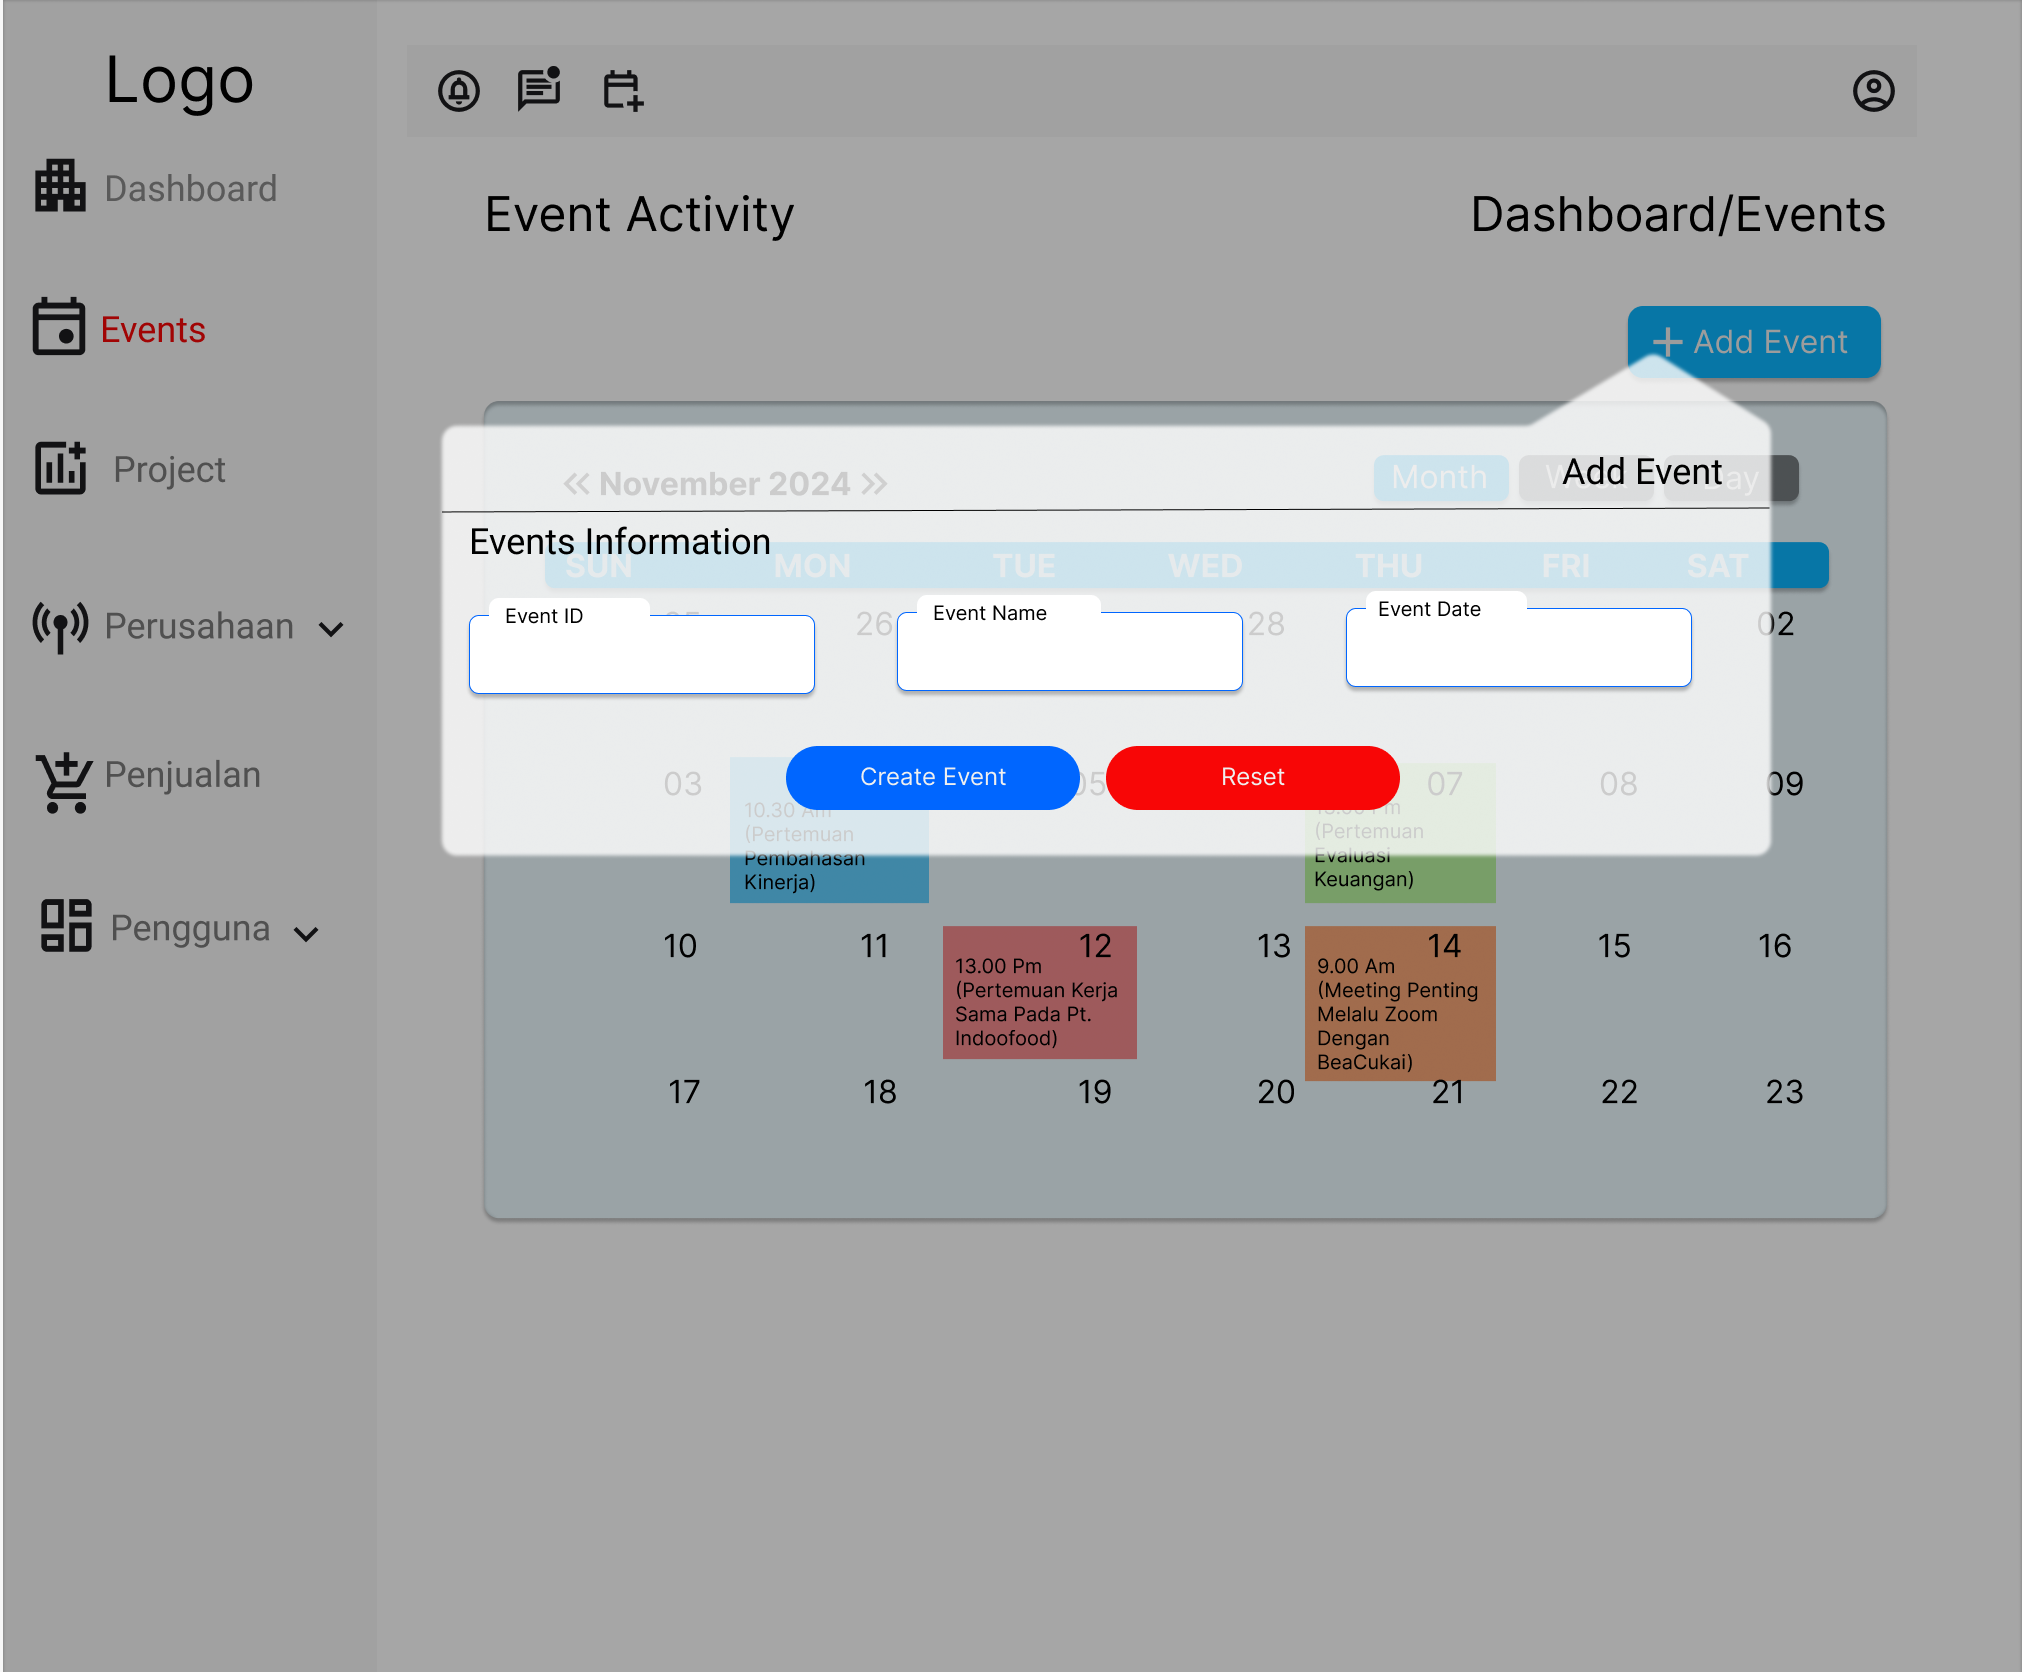 Logo
Dashboard
Events
Project
Perusahaan
Penjualan
Pengguna
Event Activity
Dashboard/Events
Add Event
November 2024
Month
Day
Add Event
Events Information
SUN MON TUE WED THU FRI SAT
26 28 02
Event ID
Event Name
Event Date
03 05 07 08 09
Create Event
Reset
10.30 Am
(Pertemuan
Pembahasan
Kinerja)
(Pertemuan
Evaluasi
Keuangan)
10 11 12 13 14 15 16
13.00 Pm
(Pertemuan Kerja
Sama Pada Pt.
Indoofood)
9.00 Am
(Meeting Penting
Melalu Zoom
Dengan
BeaCukai)
17 18 19 20 21 22 23